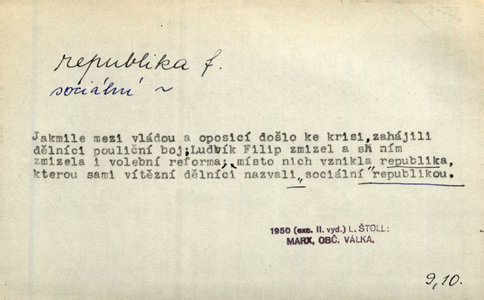 republika f.
sociální ~
Jakmile mezi vládou a oposicí došlo ke krisi, zahájili
dělníci pouliční boj; Ludvík Filip zmizel a s ním
zmizela i volební reforma; místo nich vznikla republika,
kterou sami vítězní dělníci nazvali „sociální republikou.
1950 (exc. II. vyd.) L. ŠTOLL:
MARX, OBČ. VÁLKA.
9,10.